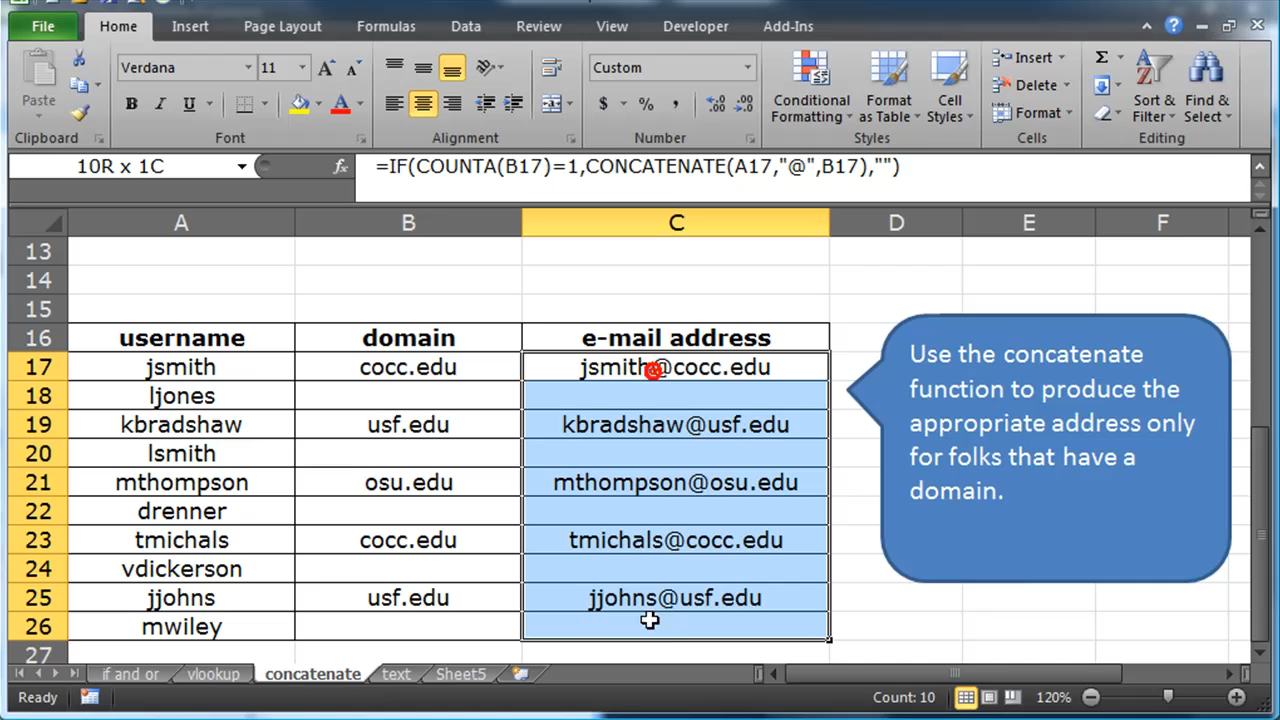 File Home Insert Page Layout Formulas Data Review View Developer Add-Ins
Verdana 11 Custom
Paste
B I U A $ % ,
Conditional Formatting
Format as Table
Cell Styles
Insert
Delete
Format
Σ
Sort & Filter
Find & Select
Clipboard Font Alignment Number Styles Cells Editing
10R x 1C fx =IF(COUNTA(B17)=1,CONCATENATE(A17,"@",B17),"")
A B C D E F
13
14
15
16 username domain e-mail address
17 jsmith cocc.edu jsmith@cocc.edu
18 ljones
19 kbradshaw usf.edu kbradshaw@usf.edu
20 lsmith
21 mthompson osu.edu mthompson@osu.edu
22 drenner
23 tmichals cocc.edu tmichals@cocc.edu
24 vdickerson
25 jjohns usf.edu jjohns@usf.edu
26 mwiley
27
Use the concatenate
function to produce the
appropriate address only
for folks that have a
domain.
if and or vlookup concatenate text Sheet5
Ready Count: 10 120%